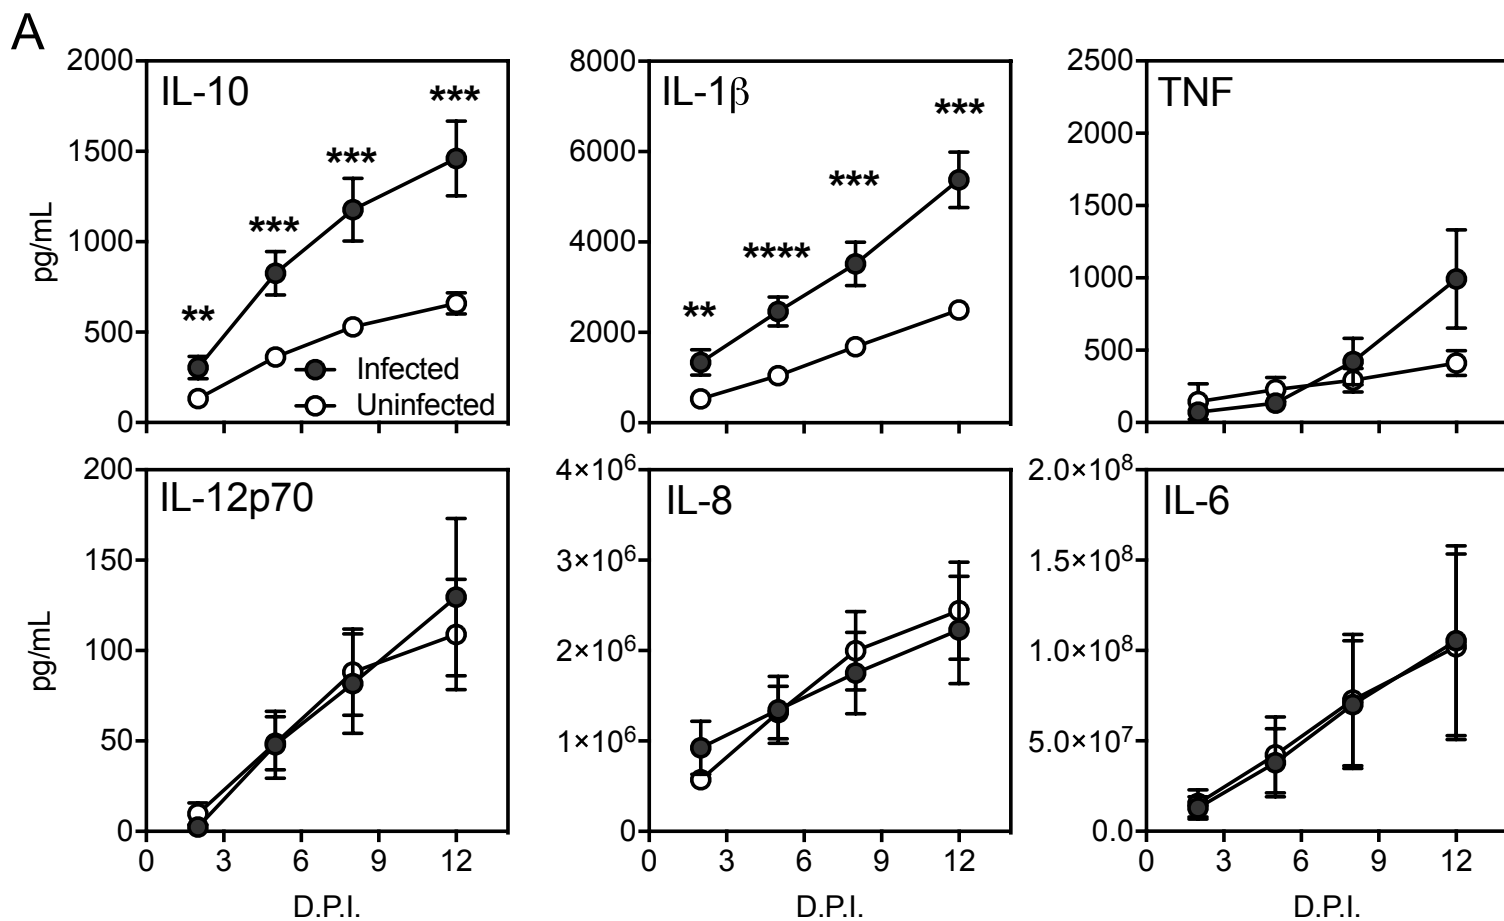 A
IL-10
2000
1500
1000
500
0
pg/mL
**
***
***
***
Infected
Uninfected
IL-1β
8000
6000
4000
2000
0
**
****
***
***
TNF
2500
2000
1500
1000
500
0
IL-12p70
200
150
100
50
0
pg/mL
0 3 6 9 12
D.P.I.
IL-8
4×10⁶
3×10⁶
2×10⁶
1×10⁶
0
0 3 6 9 12
D.P.I.
IL-6
2.0×10⁸
1.5×10⁸
1.0×10⁸
5.0×10⁷
0.0
0 3 6 9 12
D.P.I.